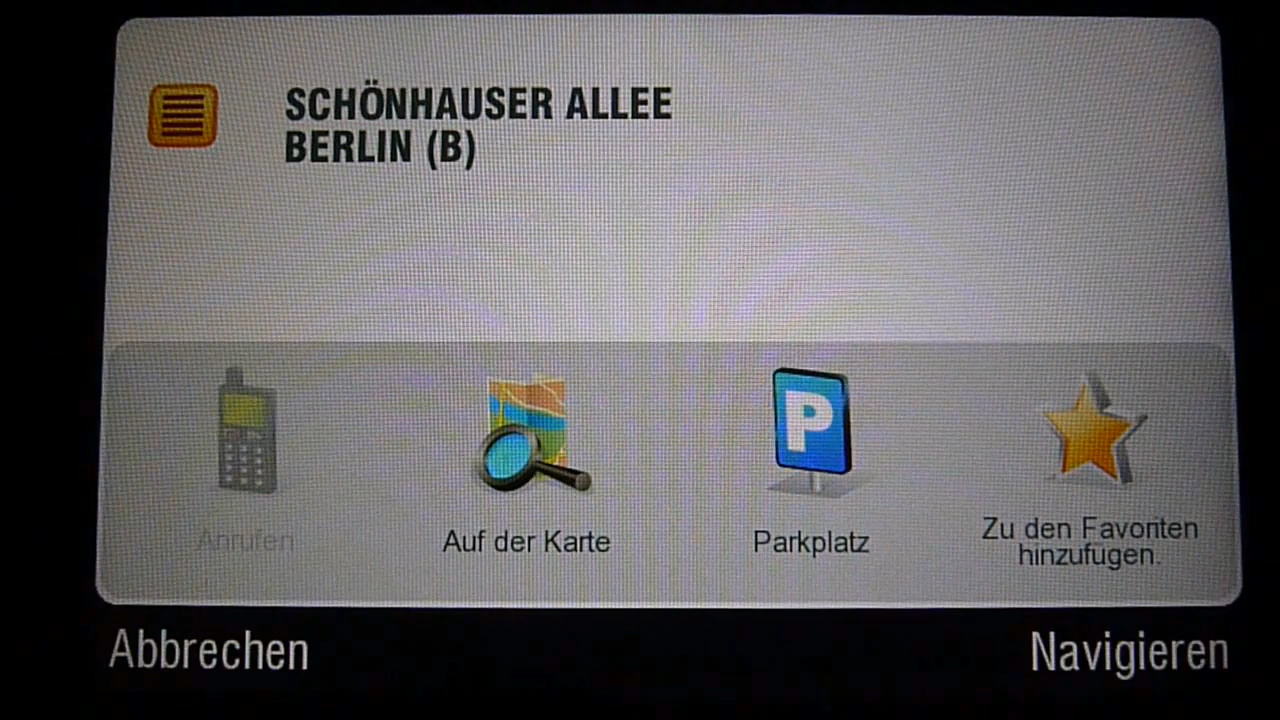 SCHÖNHAUSER ALLEE
BERLIN (B)
P
Anrufen
Auf der Karte
Parkplatz
Zu den Favoriten
hinzufügen.
Abbrechen
Navigieren